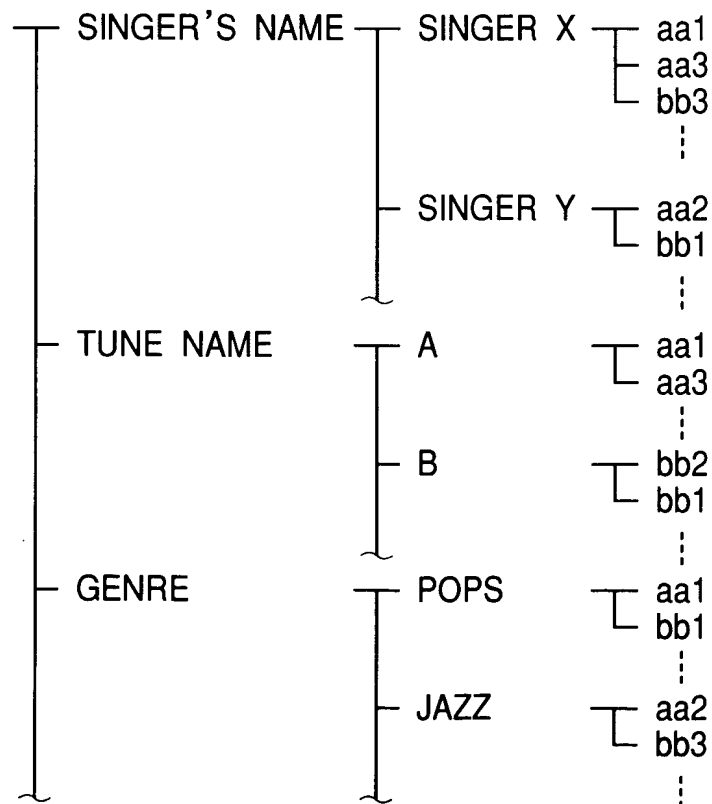 SINGER'S NAME SINGER X aa1
aa3
bb3
SINGER Y aa2
bb1
TUNE NAME A aa1
aa3
B bb2
bb1
GENRE POPS aa1
bb1
JAZZ aa2
bb3